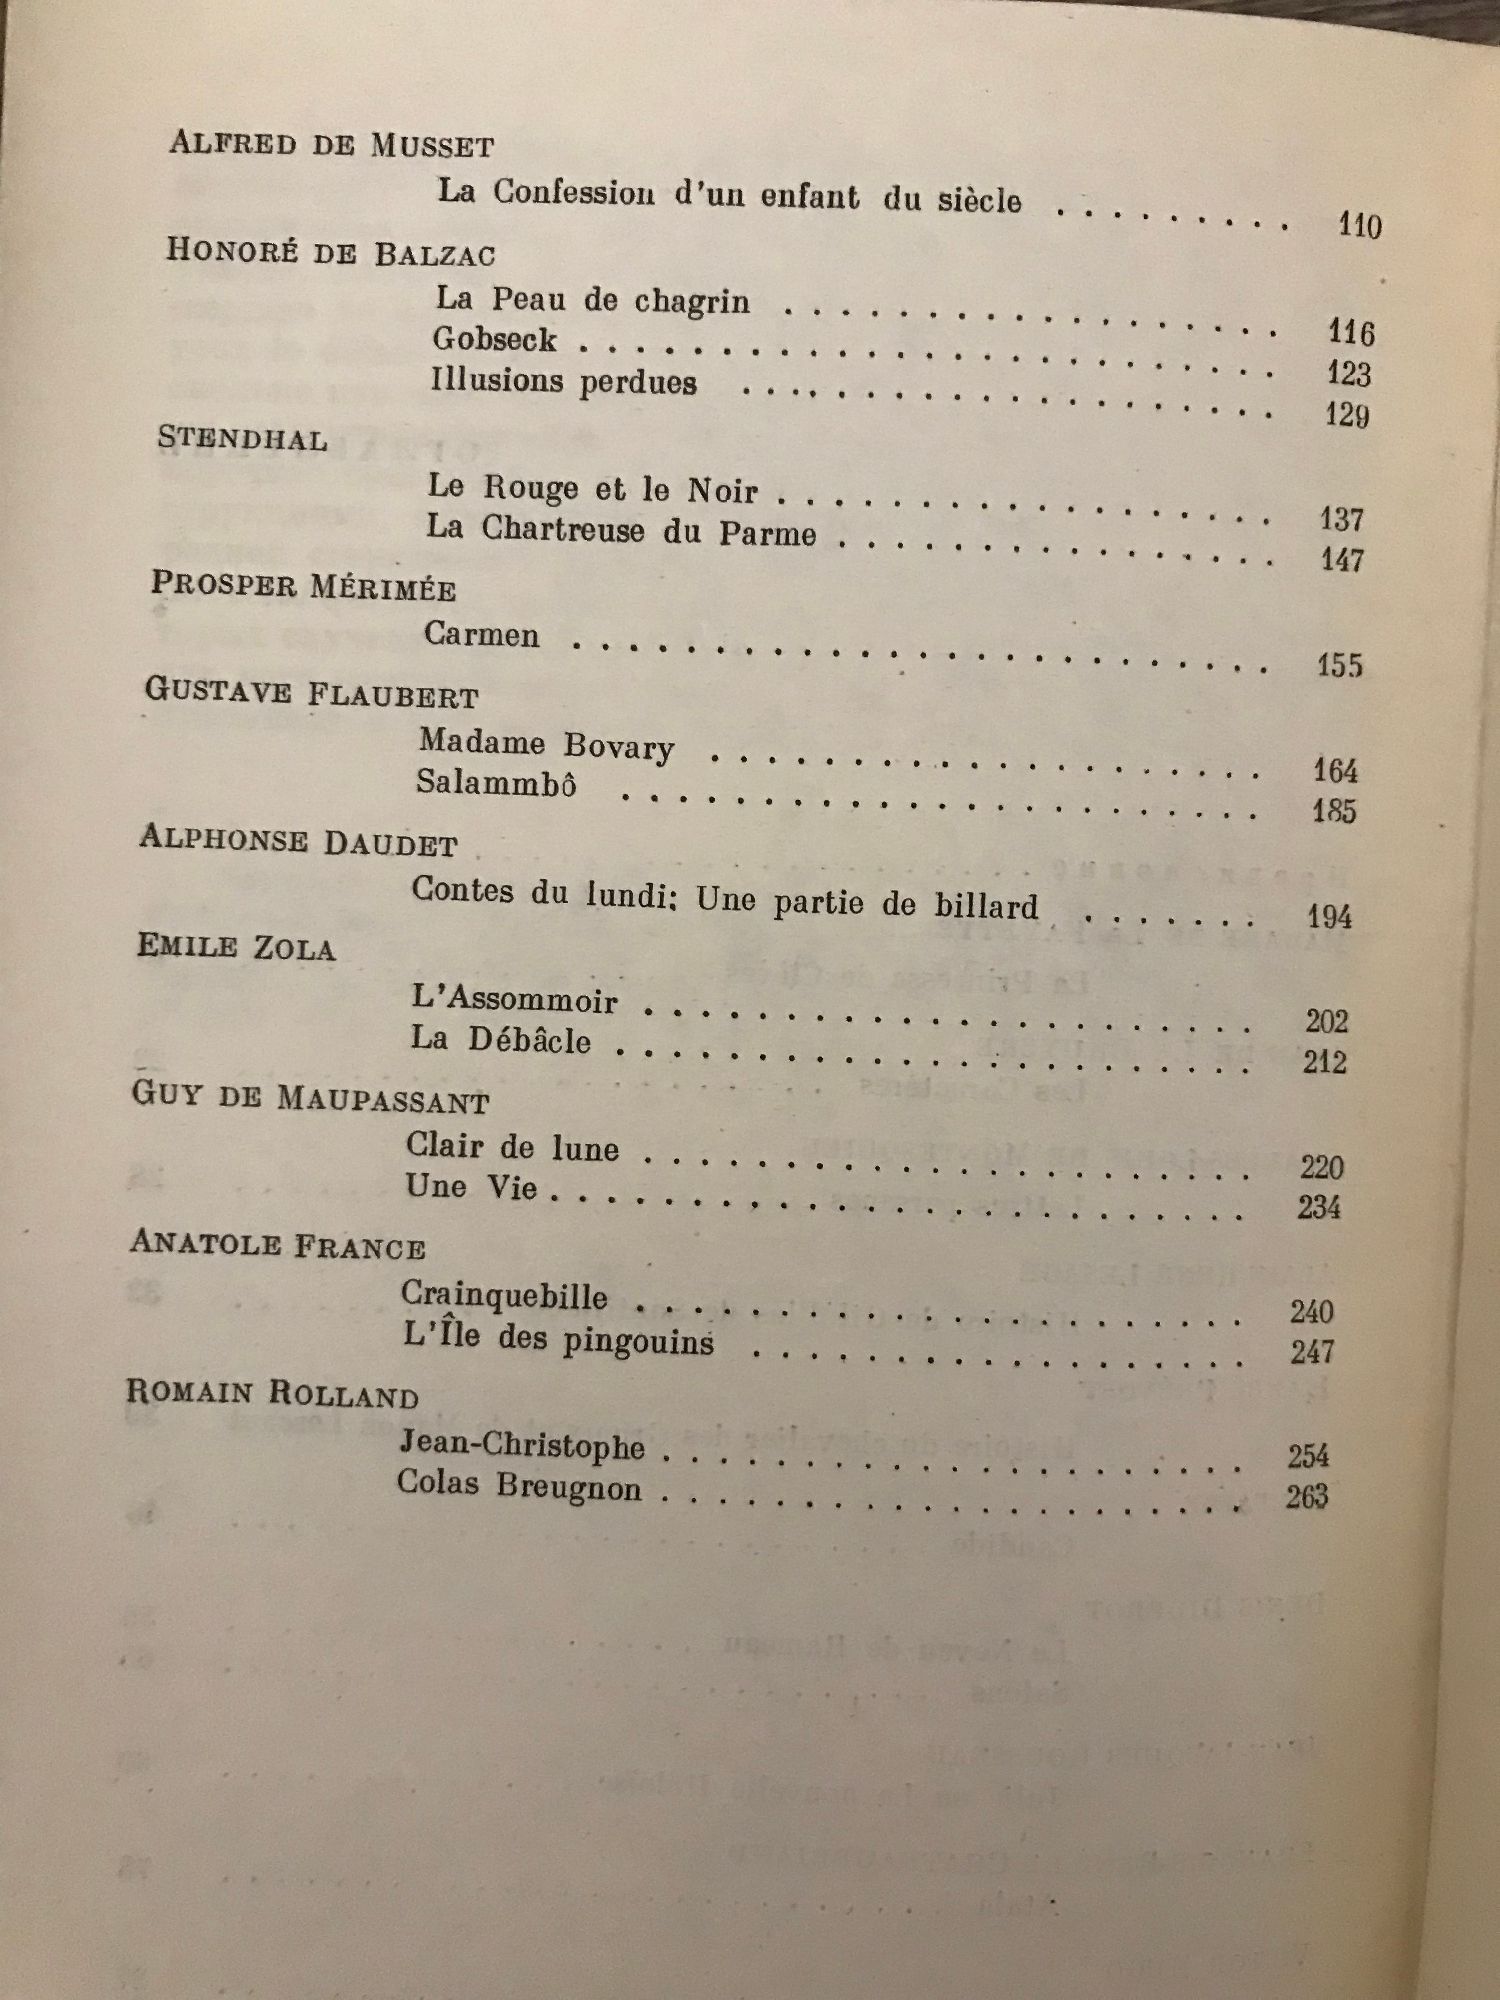 ALFRED DE MUSSET
La Confession d'un enfant du siècle . . . . . . . . . 110
HONORÉ DE BALZAC
La Peau de chagrin . . . . . . . . . . . . . . . . . . 116
Gobseck . . . . . . . . . . . . . . . . . . . . . . . . . 123
Illusions perdues . . . . . . . . . . . . . . . . . . . 129
STENDHAL
Le Rouge et le Noir . . . . . . . . . . . . . . . . . . 137
La Chartreuse du Parme . . . . . . . . . . . . . . . . 147
PROSPER MÉRIMÉE
Carmen . . . . . . . . . . . . . . . . . . . . . . . . . 155
GUSTAVE FLAUBERT
Madame Bovary . . . . . . . . . . . . . . . . . . . . 164
Salammbô . . . . . . . . . . . . . . . . . . . . . . . 185
ALPHONSE DAUDET
Contes du lundi: Une partie de billard . . . . . . . 194
EMILE ZOLA
L'Assommoir . . . . . . . . . . . . . . . . . . . . . . 202
La Débâcle . . . . . . . . . . . . . . . . . . . . . . . 212
GUY DE MAUPASSANT
Clair de lune . . . . . . . . . . . . . . . . . . . . . . 220
Une Vie . . . . . . . . . . . . . . . . . . . . . . . . . 234
ANATOLE FRANCE
Crainquebille . . . . . . . . . . . . . . . . . . . . . . 240
L'Île des pingouins . . . . . . . . . . . . . . . . . . 247
ROMAIN ROLLAND
Jean-Christophe . . . . . . . . . . . . . . . . . . . . . 254
Colas Breugnon . . . . . . . . . . . . . . . . . . . . . 263